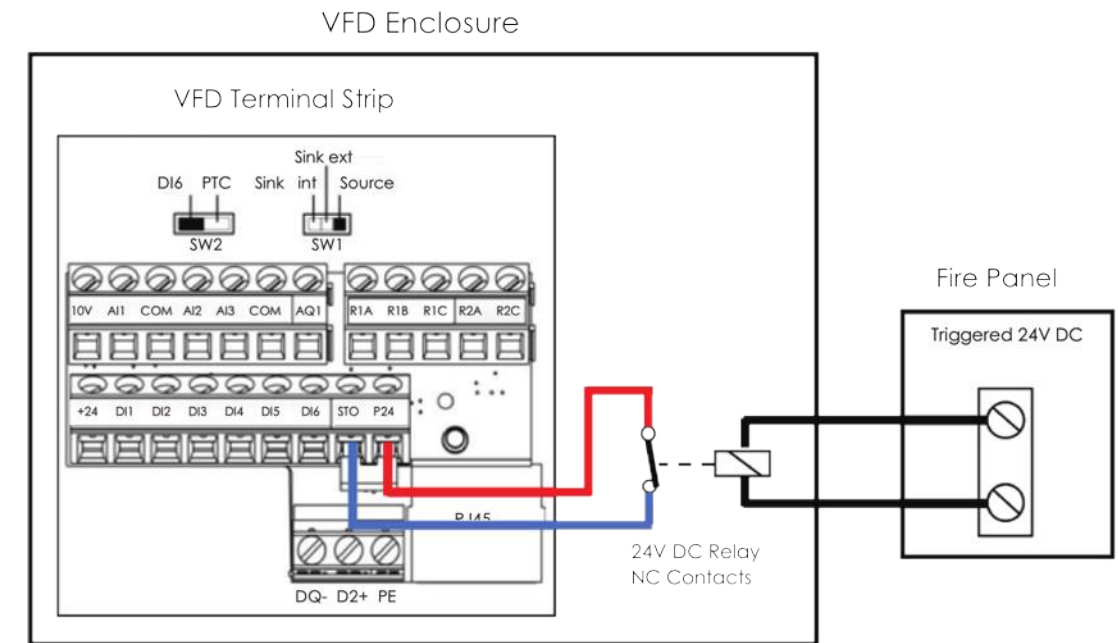 VFD Enclosure
VFD Terminal Strip
Sink ext
DI6 PTC Sink int Source
SW2 SW1
10V AI1 COM AI2 AI3 COM AQ1 R1A R1B R1C R2A R2C
+24 DI1 DI2 DI3 DI4 DI5 DI6 STO P24
RJ45
DQ- D2+ PE
24V DC Relay
NC Contacts
Fire Panel
Triggered 24V DC